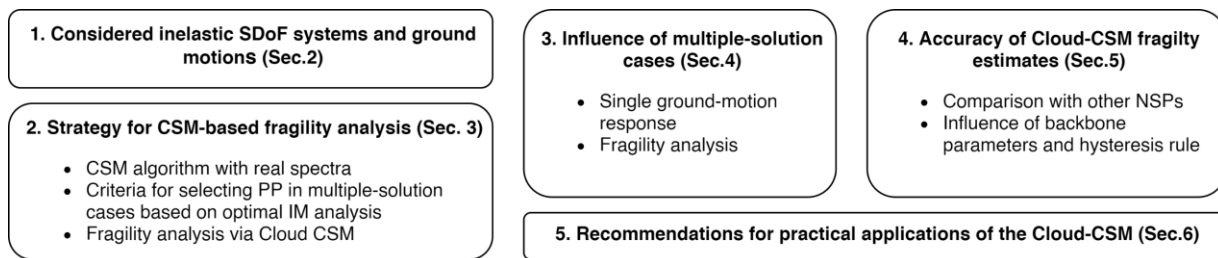 1. Considered inelastic SDoF systems and ground
motions (Sec.2)
2. Strategy for CSM-based fragility analysis (Sec. 3)
• CSM algorithm with real spectra
• Criteria for selecting PP in multiple-solution
cases based on optimal IM analysis
• Fragility analysis via Cloud CSM
3. Influence of multiple-solution
cases (Sec.4)
• Single ground-motion
response
• Fragility analysis
4. Accuracy of Cloud-CSM fragilty
estimates (Sec.5)
• Comparison with other NSPs
• Influence of backbone
parameters and hysteresis rule
5. Recommendations for practical applications of the Cloud-CSM (Sec.6)